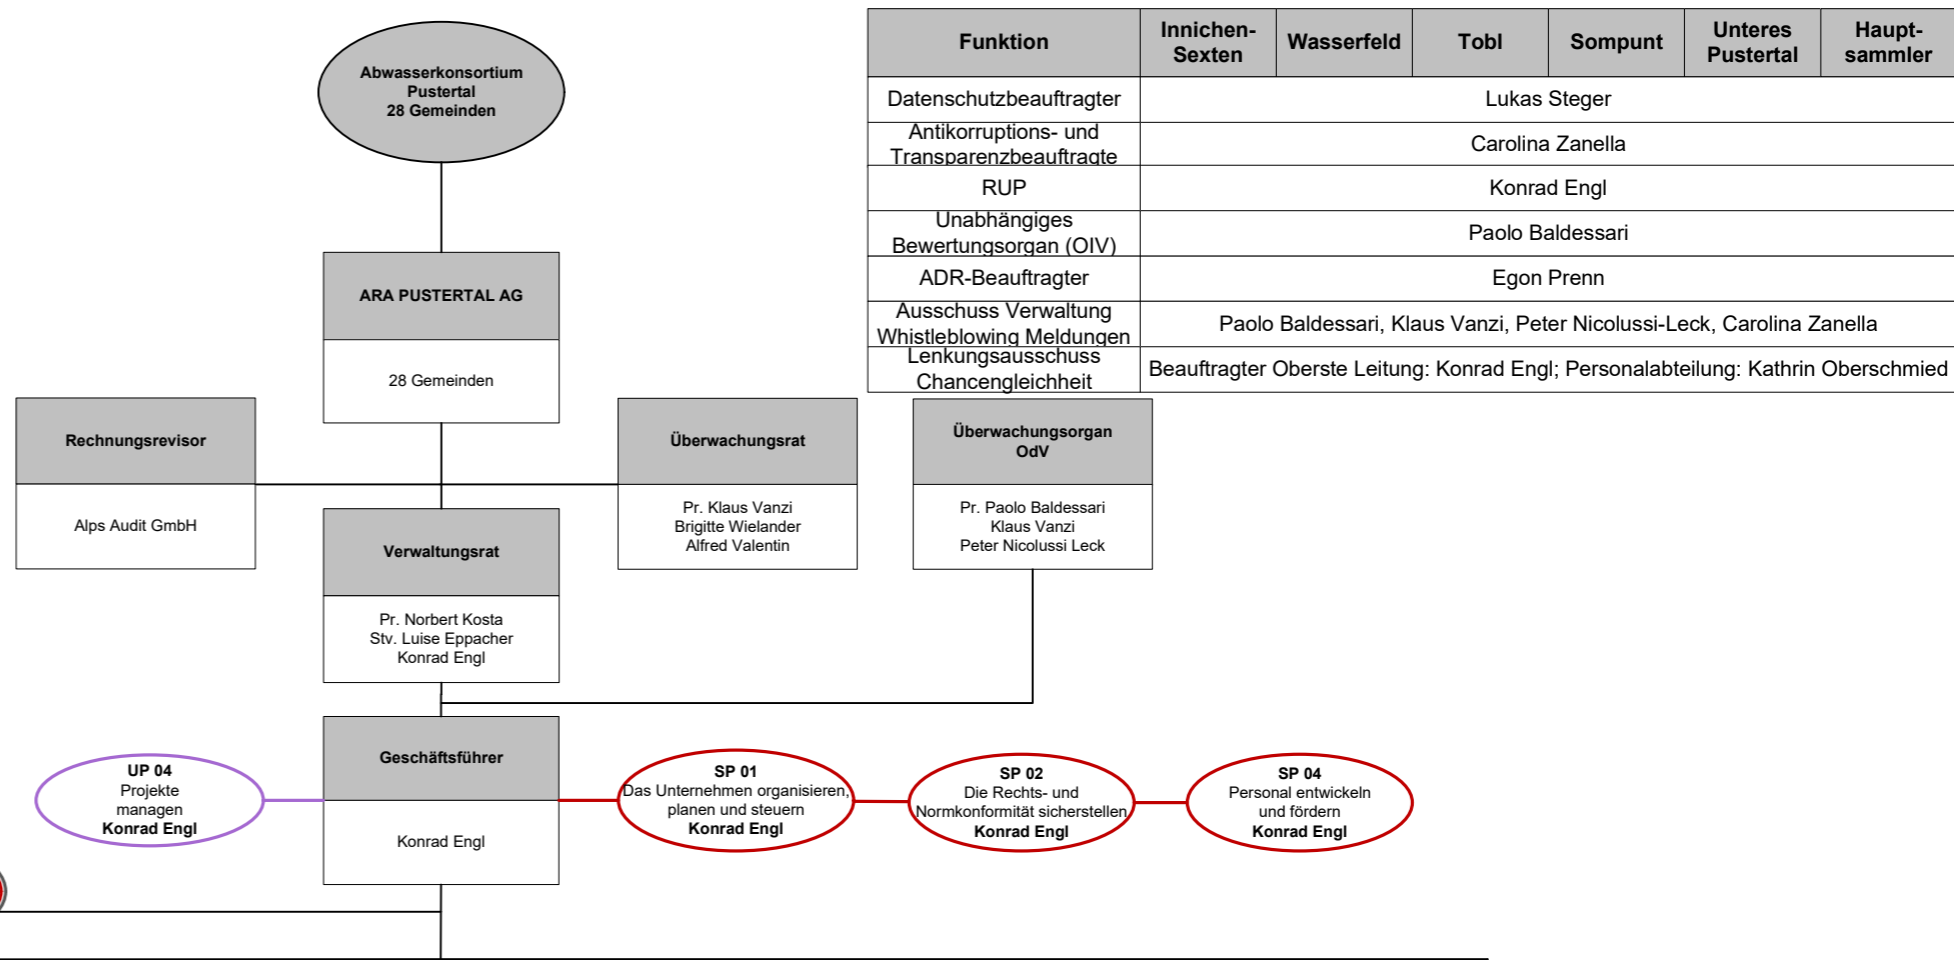 Abwasserkonsortium
Pustertal
28 Gemeinden
Funktion
Innichen-
Sexten
Wasserfeld
Tobl
Sompunt
Unteres
Pustertal
Haupt-
sammler
Datenschutzbeauftragter
Lukas Steger
Antikorruptions- und
Transparenzbeauftragte
Carolina Zanella
RUP
Konrad Engl
Unabhängiges
Bewertungsorgan (OIV)
Paolo Baldessari
ADR-Beauftragter
Egon Prenn
Ausschuss Verwaltung
Whistleblowing Meldungen
Paolo Baldessari, Klaus Vanzi, Peter Nicolussi-Leck, Carolina Zanella
Lenkungsausschuss
Chancengleichheit
Beauftragter Oberste Leitung: Konrad Engl; Personalabteilung: Kathrin Oberschmied
ARA PUSTERTAL AG
28 Gemeinden
Rechnungsrevisor
Alps Audit GmbH
Überwachungsrat
Pr. Klaus Vanzi
Brigitte Wielander
Alfred Valentin
Überwachungsorgan
OdV
Pr. Paolo Baldessari
Klaus Vanzi
Peter Nicolussi Leck
Verwaltungsrat
Pr. Norbert Kosta
Stv. Luise Eppacher
Konrad Engl
Geschäftsführer
Konrad Engl
UP 04
Projekte
managen
Konrad Engl
SP 01
Das Unternehmen organisieren,
planen und steuern
Konrad Engl
SP 02
Die Rechts- und
Normkonformität sicherstellen
Konrad Engl
SP 04
Personal entwickeln
und fördern
Konrad Engl